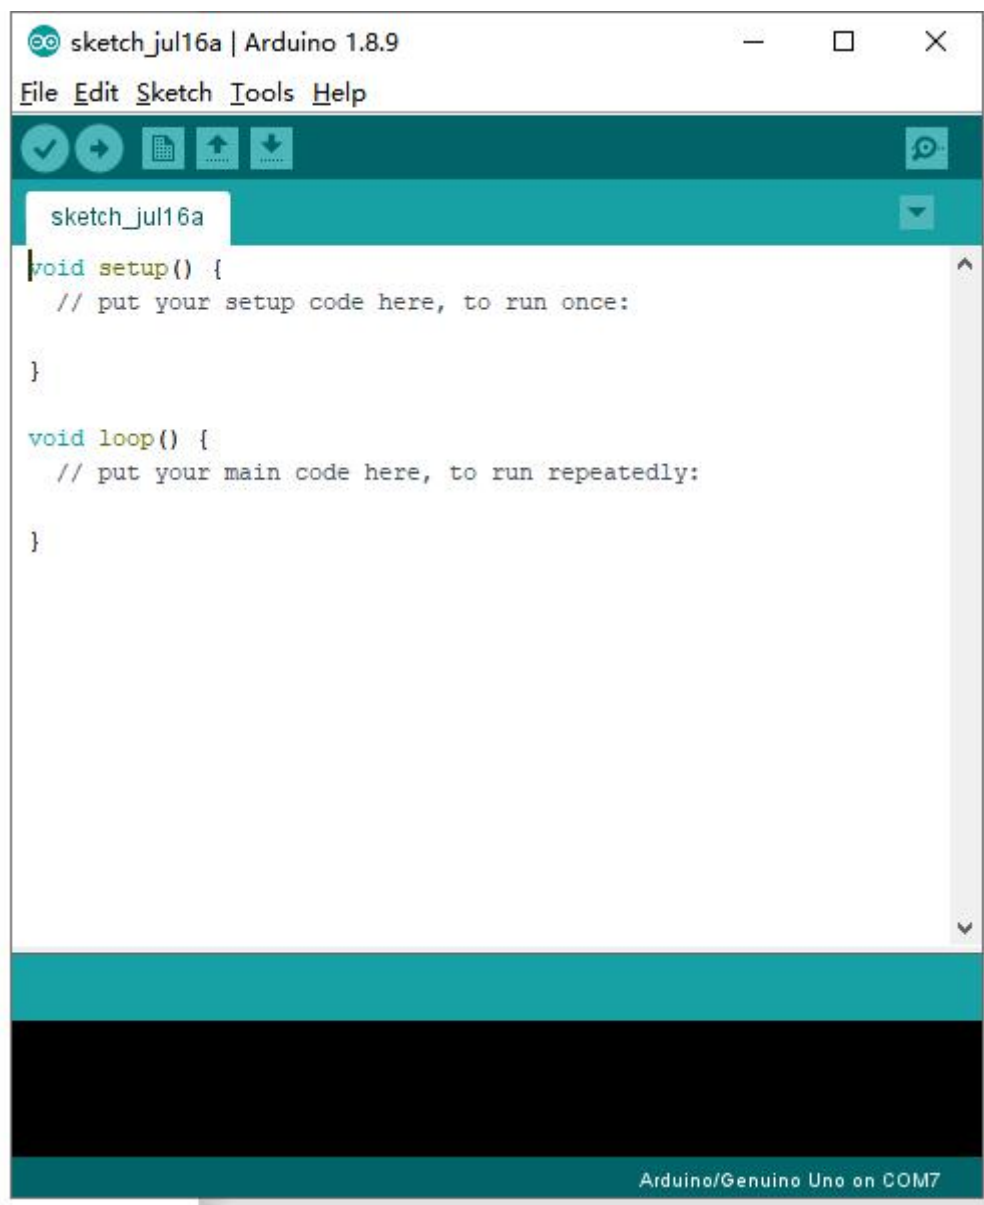 sketch_jul16a | Arduino 1.8.9
File Edit Sketch Tools Help
sketch_jul16a
void setup() {
  // put your setup code here, to run once:
}
void loop() {
  // put your main code here, to run repeatedly:
}
Arduino/Genuino Uno on COM7